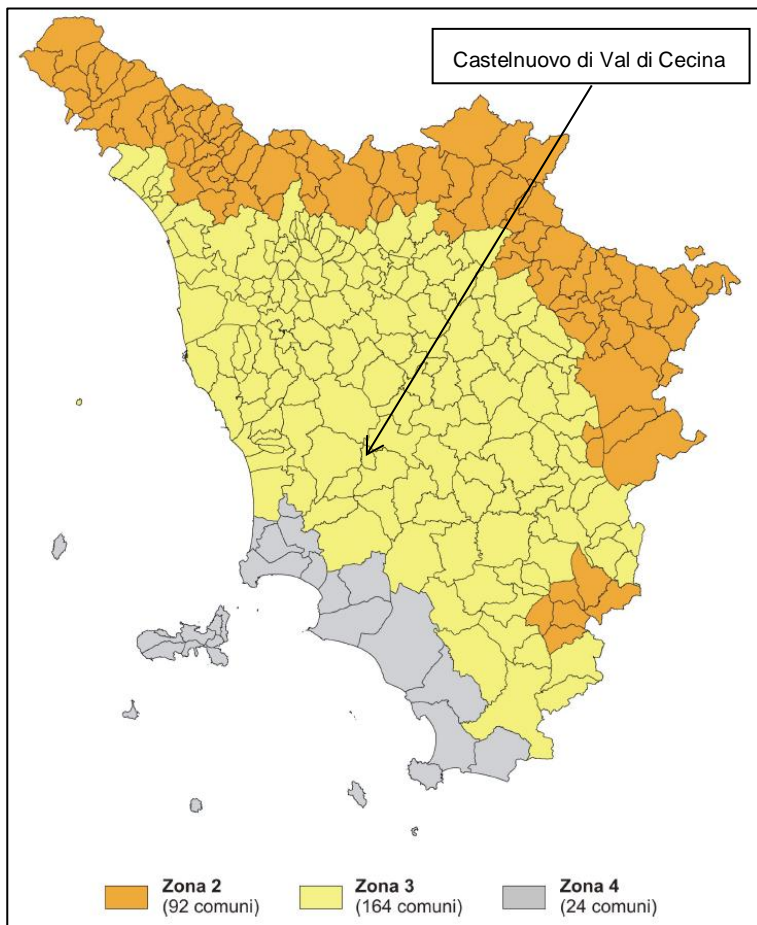 Castelnuovo di Val di Cecina
Zona 2
(92 comuni)
Zona 3
(164 comuni)
Zona 4
(24 comuni)